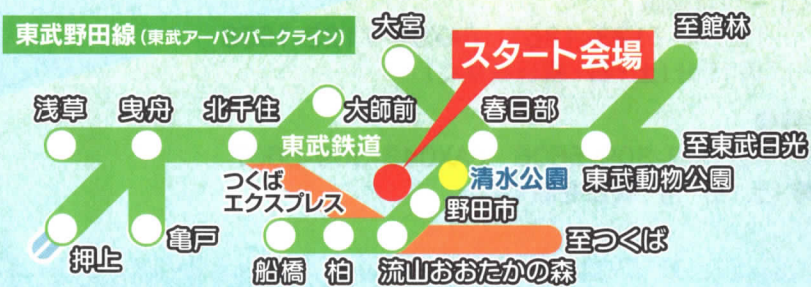 東武野田線(東武アーバンパークライン)
大宮
至館林
スタート会場
浅草
曳舟
北千住
大師前
春日部
東武鉄道
至東武日光
つくば
エクスプレス
清水公園
東武動物公園
野田市
押上
亀戸
至つくば
船橋
柏
流山おおたかの森